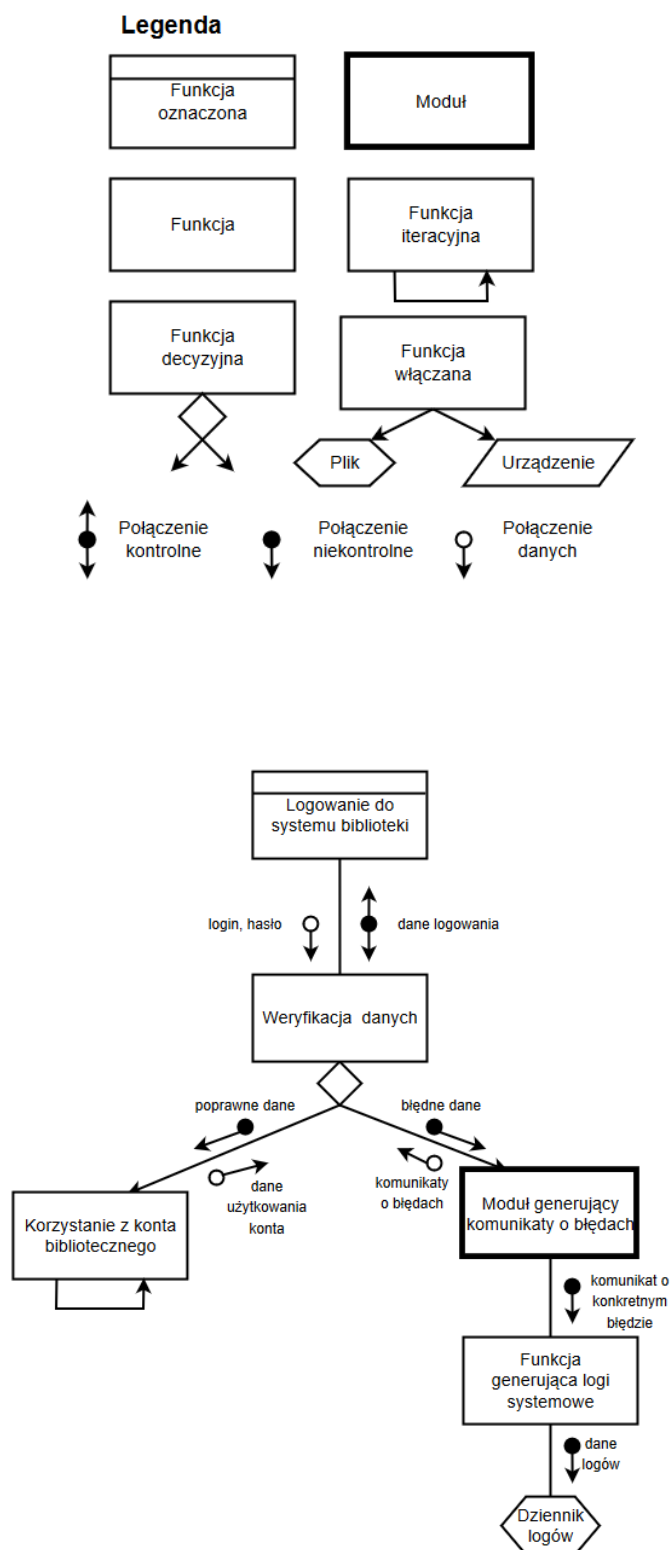 Legenda
Funkcja
oznaczona
Moduł
Funkcja
Funkcja
iteracyjna
Funkcja
decyzyjna
Funkcja
włączana
Plik
Urządzenie
Połączenie
kontrolne
Połączenie
niekontrolne
Połączenie
danych
Logowanie do
systemu biblioteki
login, hasło
dane logowania
Weryfikacja danych
poprawne dane
błędne dane
dane
użytkowania
konta
komunikaty
o błędach
Korzystanie z konta
bibliotecznego
Moduł generujący
komunikaty o błędach
komunikat o
konkretnym
błędzie
Funkcja
generująca logi
systemowe
dane
logów
Dziennik
logów